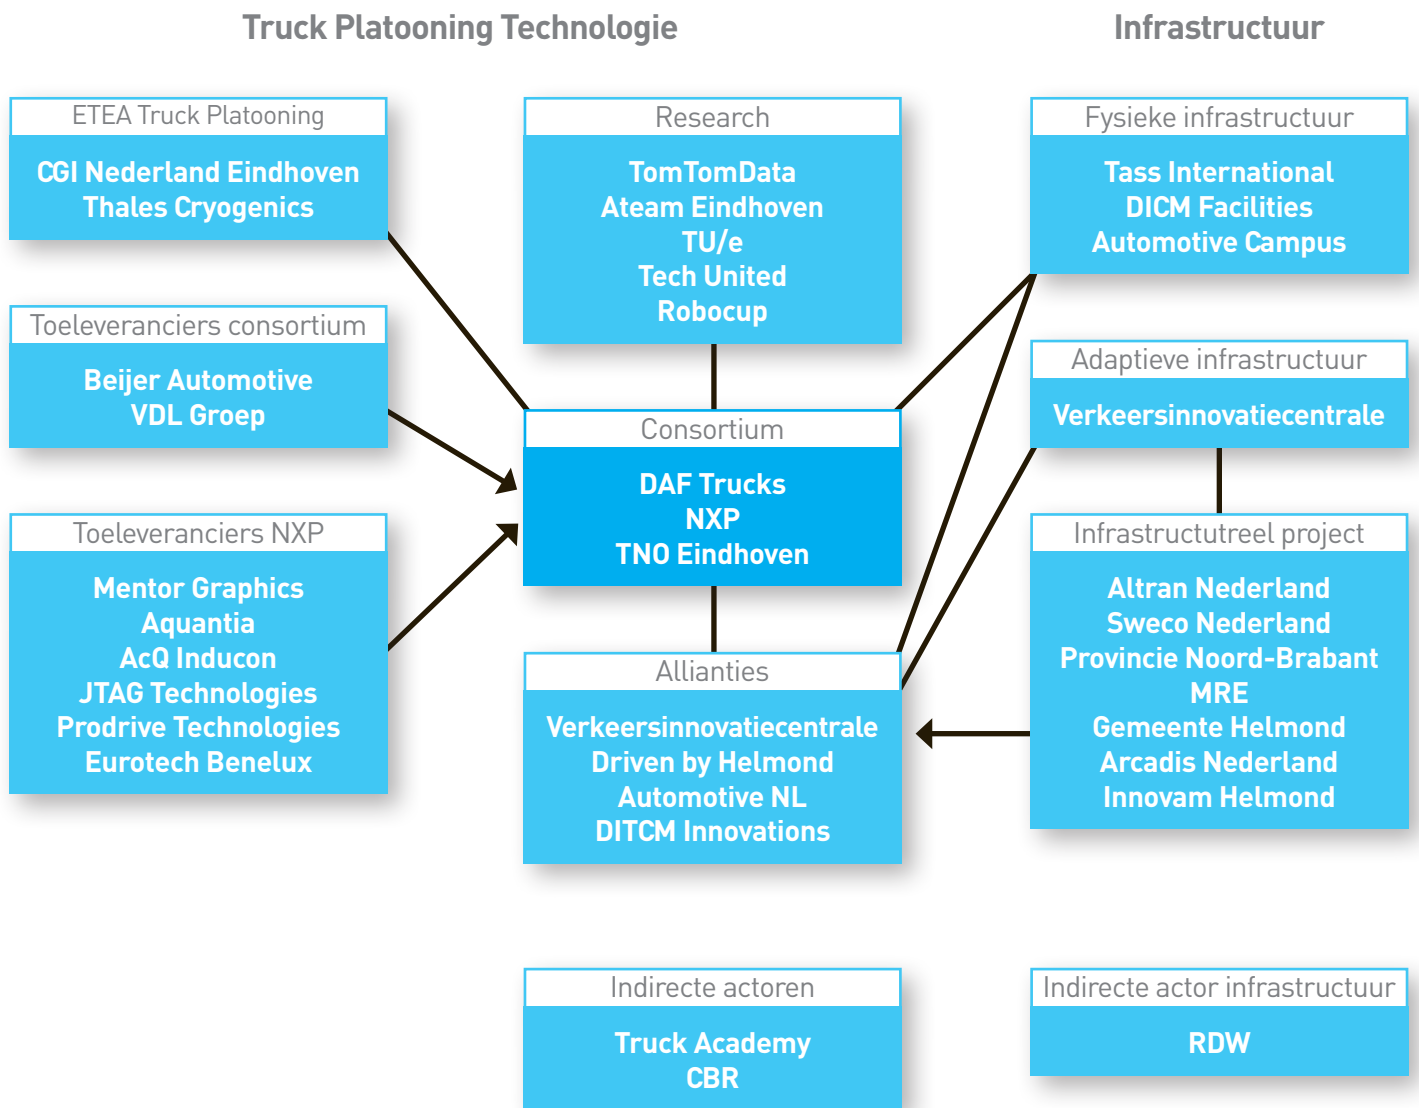 Truck Platooning Technologie
Infrastructuur
ETEA Truck Platooning
CGI Nederland Eindhoven
Thales Cryogenics
Toeleveranciers consortium
Beijer Automotive
VDL Groep
Toeleveranciers NXP
Mentor Graphics
Aquantia
AcQ Inducon
JTAG Technologies
Prodrive Technologies
Eurotech Benelux
Research
TomTomData
Ateam Eindhoven
TU/e
Tech United
Robocup
Consortium
DAF Trucks
NXP
TNO Eindhoven
Allianties
Verkeersinnovatiecentrale
Driven by Helmond
Automotive NL
DITCM Innovations
Indirecte actoren
Truck Academy
CBR
Fysieke infrastructuur
Tass International
DICM Facilities
Automotive Campus
Adaptieve infrastructuur
Verkeersinnovatiecentrale
Infrastructutreel project
Altran Nederland
Sweco Nederland
Provincie Noord-Brabant
MRE
Gemeente Helmond
Arcadis Nederland
Innovam Helmond
Indirecte actor infrastructuur
RDW